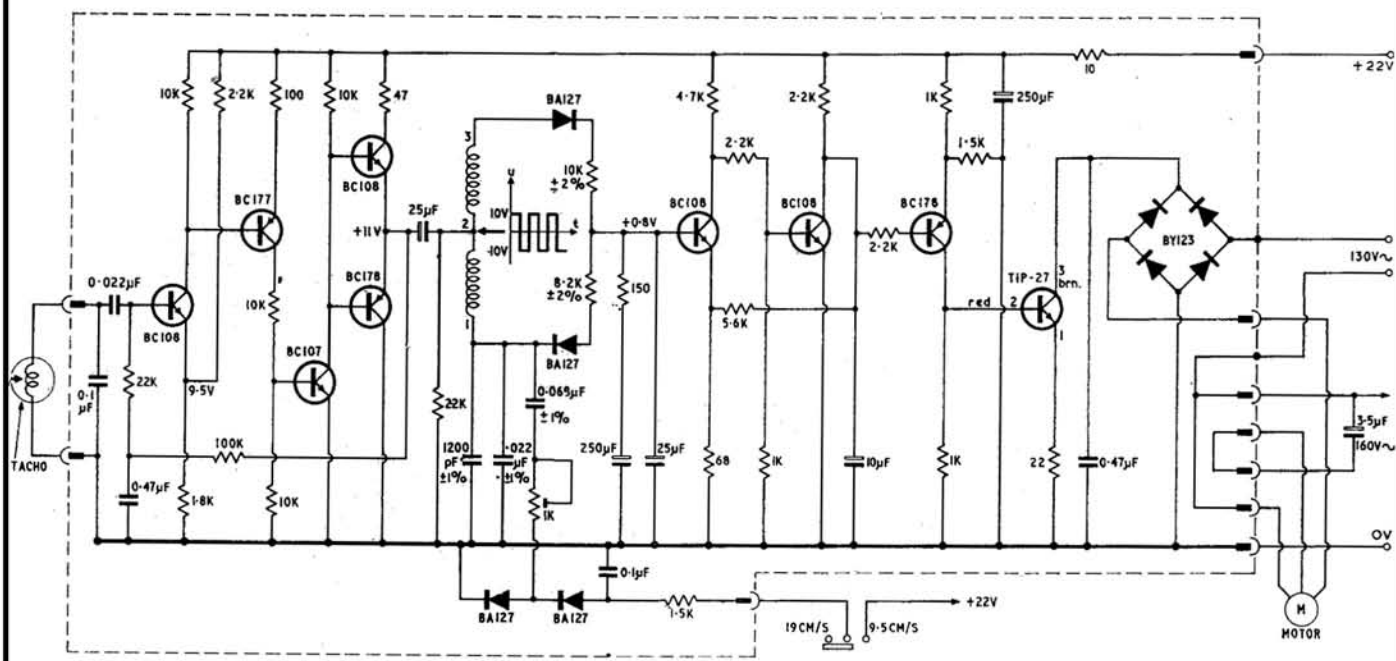 10
+22V
10K
2.2K
100
10K
47
BA127
4.7K
2.2K
1K
250µF
3
2.2K
1.5K
BC108
10K
±2%
BC177
u
10V
-10V
t
25µF
2
+11V
+0.8V
BC108
BC108
BC178
2.2K
BY123
130V~
TiP-27
3
brn.
0.022µF
10K
BC178
8.2K
±2%
150
5.6K
red
2
1
BC108
1
BA127
BC107
0.1
µF
22K
9.5V
0.068µF
±1%
3.5µF
160V~
TACHO
100K
22K
1200
pF
±1%
.022
µF
±1%
250µF
25µF
68
1K
10µF
1K
22
0.47µF
0.47µF
1.8K
10K
1K
0V
0.1µF
BA127
BA127
1.5K
+22V
19CM/S
9.5CM/S
M
MOTOR